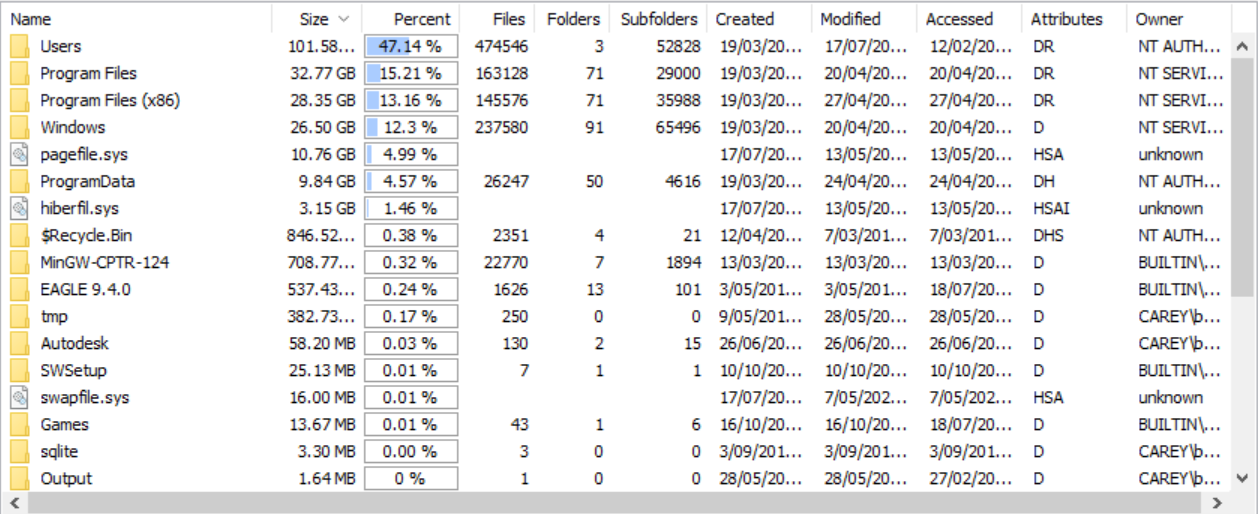 Name Size Percent Files Folders Subfolders Created Modified Accessed Attributes Owner
Users 101.58... 47.14 % 474546 3 52828 19/03/20... 17/07/20... 12/02/20... DR NT AUTH...
Program Files 32.77 GB 15.21 % 163128 71 29000 19/03/20... 20/04/20... 20/04/20... DR NT SERVI...
Program Files (x86) 28.35 GB 13.16 % 145576 71 35988 19/03/20... 27/04/20... 27/04/20... DR NT SERVI...
Windows 26.50 GB 12.3 % 237580 91 65496 19/03/20... 20/04/20... 20/04/20... D NT SERVI...
pagefile.sys 10.76 GB 4.99 % 17/07/20... 13/05/20... 13/05/20... HSA unknown
ProgramData 9.84 GB 4.57 % 26247 50 4616 19/03/20... 24/04/20... 24/04/20... DH NT AUTH...
hiberfil.sys 3.15 GB 1.46 % 17/07/20... 13/05/20... 13/05/20... HSAI unknown
$Recycle.Bin 846.52... 0.38 % 2351 4 21 12/04/20... 7/03/201... 7/03/201... DHS NT AUTH...
MinGW-CPTR-124 708.77... 0.32 % 22770 7 1894 13/03/20... 13/03/20... 13/03/20... D BUILTIN\...
EAGLE 9.4.0 537.43... 0.24 % 1626 13 101 3/05/201... 3/05/201... 18/07/20... D BUILTIN\...
tmp 382.73... 0.17 % 250 0 0 9/05/201... 28/05/20... 28/05/20... D CAREY\b...
Autodesk 58.20 MB 0.03 % 130 2 15 26/06/20... 26/06/20... 26/06/20... D CAREY\b...
SWSetup 25.13 MB 0.01 % 7 1 1 10/10/20... 10/10/20... 10/10/20... D BUILTIN\...
swapfile.sys 16.00 MB 0.01 % 17/07/20... 7/05/202... 7/05/202... HSA unknown
Games 13.67 MB 0.01 % 43 1 6 16/10/20... 16/10/20... 18/07/20... D BUILTIN\...
sqlite 3.30 MB 0.00 % 3 0 0 3/09/201... 3/09/201... 3/09/201... D CAREY\b...
Output 1.64 MB 0 % 1 0 0 28/05/20... 28/05/20... 27/02/20... D CAREY\b...